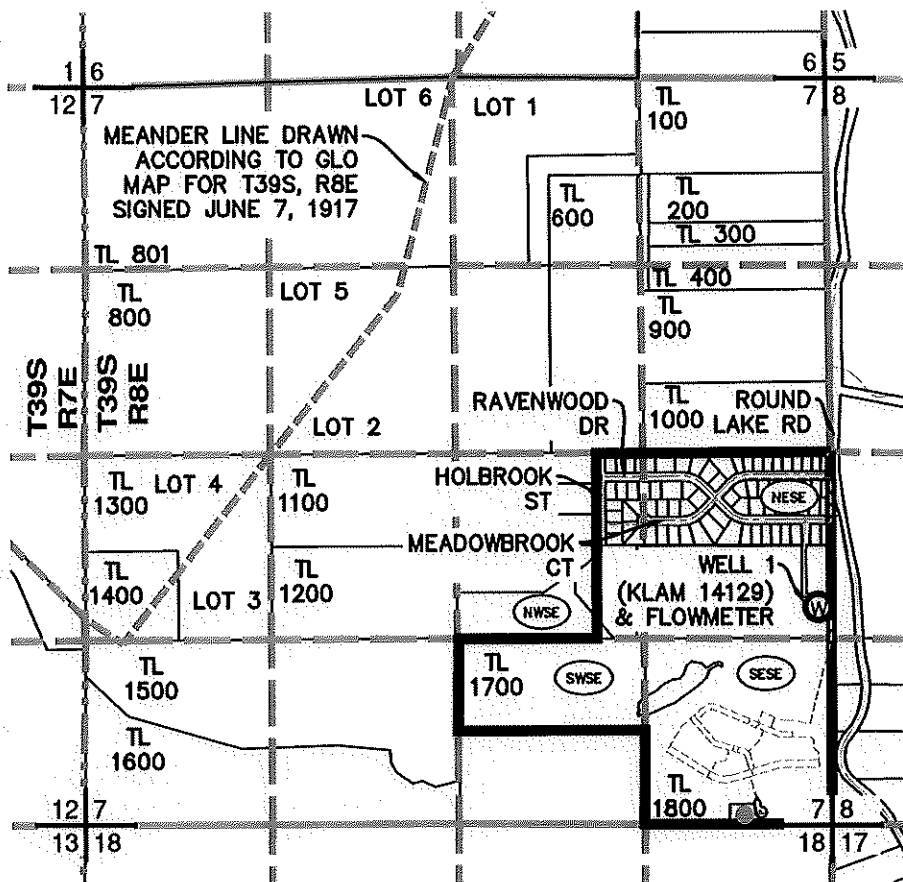 1 6
12 7
6 5
7 8
LOT 6
LOT 1
TL
100
MEANDER LINE DRAWN
ACCORDING TO GLO
MAP FOR T39S, R8E
SIGNED JUNE 7, 1917
TL
600
TL
200
TL 300
TL 801
TL
800
LOT 5
TL 400
TL
900
T39S
R7E
T39S
R8E
RAVENWOOD
DR
TL
1000
ROUND
LAKE RD
LOT 2
TL
1300
LOT 4
TL
1100
HOLBROOK
ST
NESE
MEADOWBROOK
CT
WELL 1
(KLAM 14129)
& FLOWMETER
W
TL
1400
LOT 3
TL
1200
NWSE
TL
1500
TL
1600
TL
1700
SWSE
SESE
TL
1800
12 7
13 18
7 8
18 17